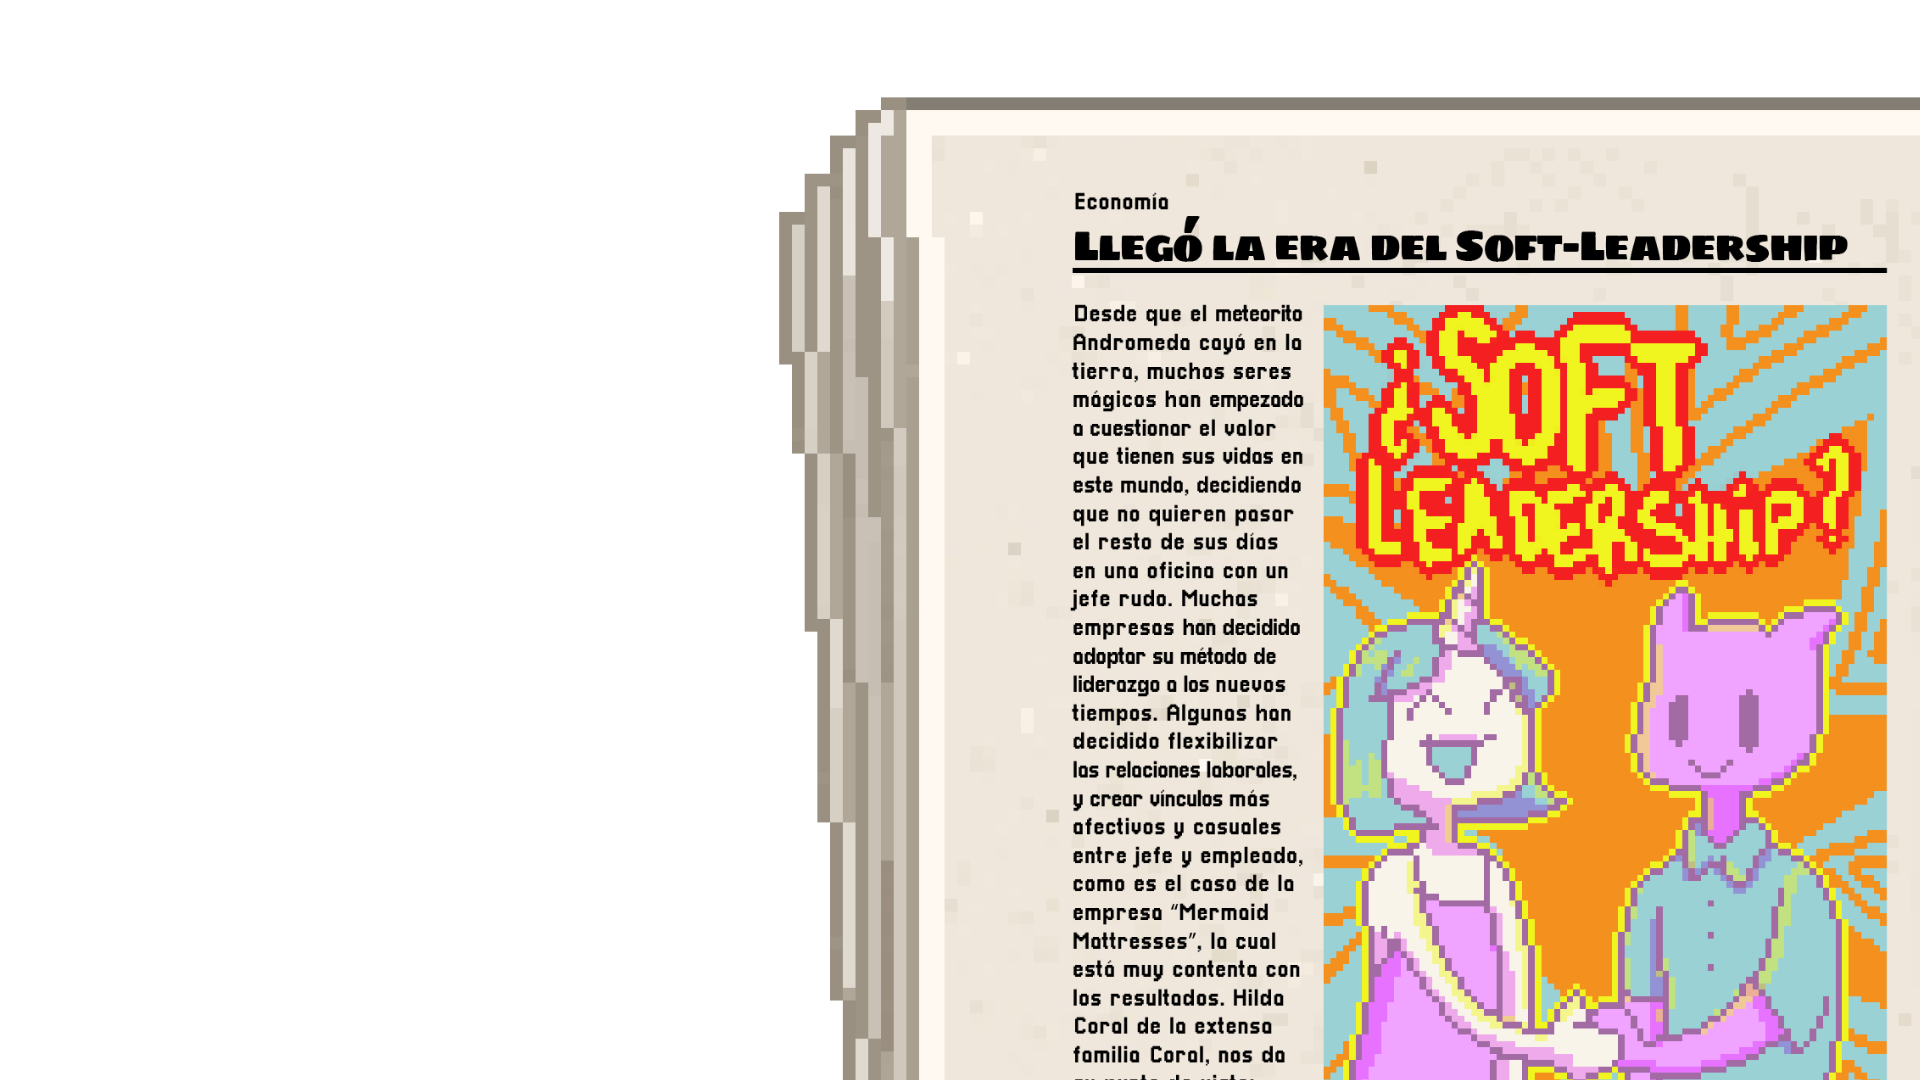 Economía
Llegó la era del Soft-Leadership
Desde que el meteorito
Andromeda cayó en la
tierra, muchos seres
mágicos han empezado
a cuestionar el valor
que tienen sus vidas en
este mundo, decidiendo
que no quieren pasar
el resto de sus días
en una oficina con un
jefe rudo. Muchas
empresas han decidido
adoptar su método de
liderazgo a los nuevos
tiempos. Algunas han
decidido flexibilizar
las relaciones laborales,
y crear vínculos más
afectivos y casuales
entre jefe y empleado,
como es el caso de la
empresa “Mermaid
Mattresses”, la cual
está muy contenta con
los resultados. Hilda
Coral de la extensa
familia Coral, nos da
¿SOFT
LEADERSHIP?